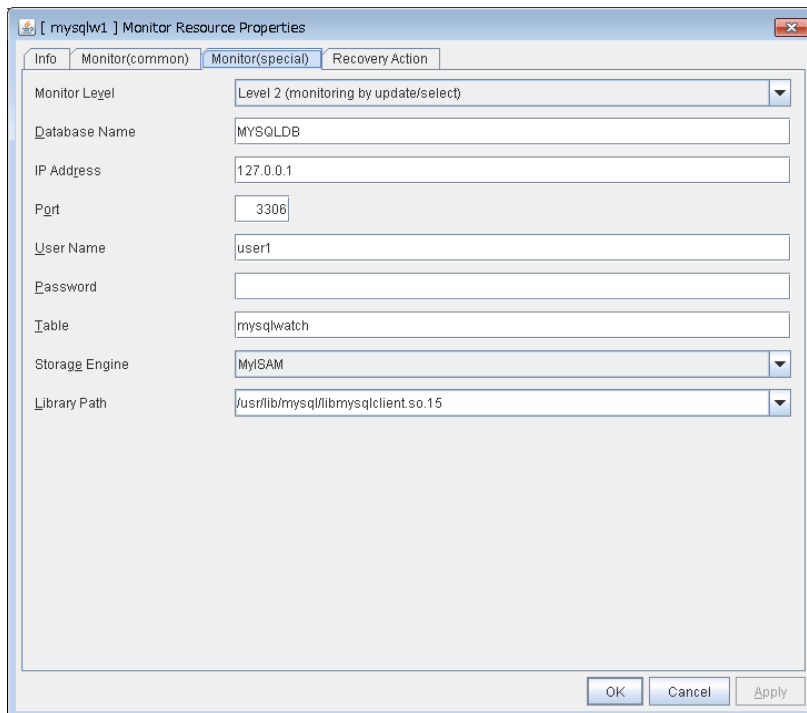 [ mysqlw1 ] Monitor Resource Properties
Info Monitor(common) Monitor(special) Recovery Action
Monitor Level Level 2 (monitoring by update/select)
Database Name MYSQLDB
IP Address 127.0.0.1
Port 3306
User Name user1
Password
Table mysqlwatch
Storage Engine MyISAM
Library Path /usr/lib/mysql/libmysqlclient.so.15
OK Cancel Apply